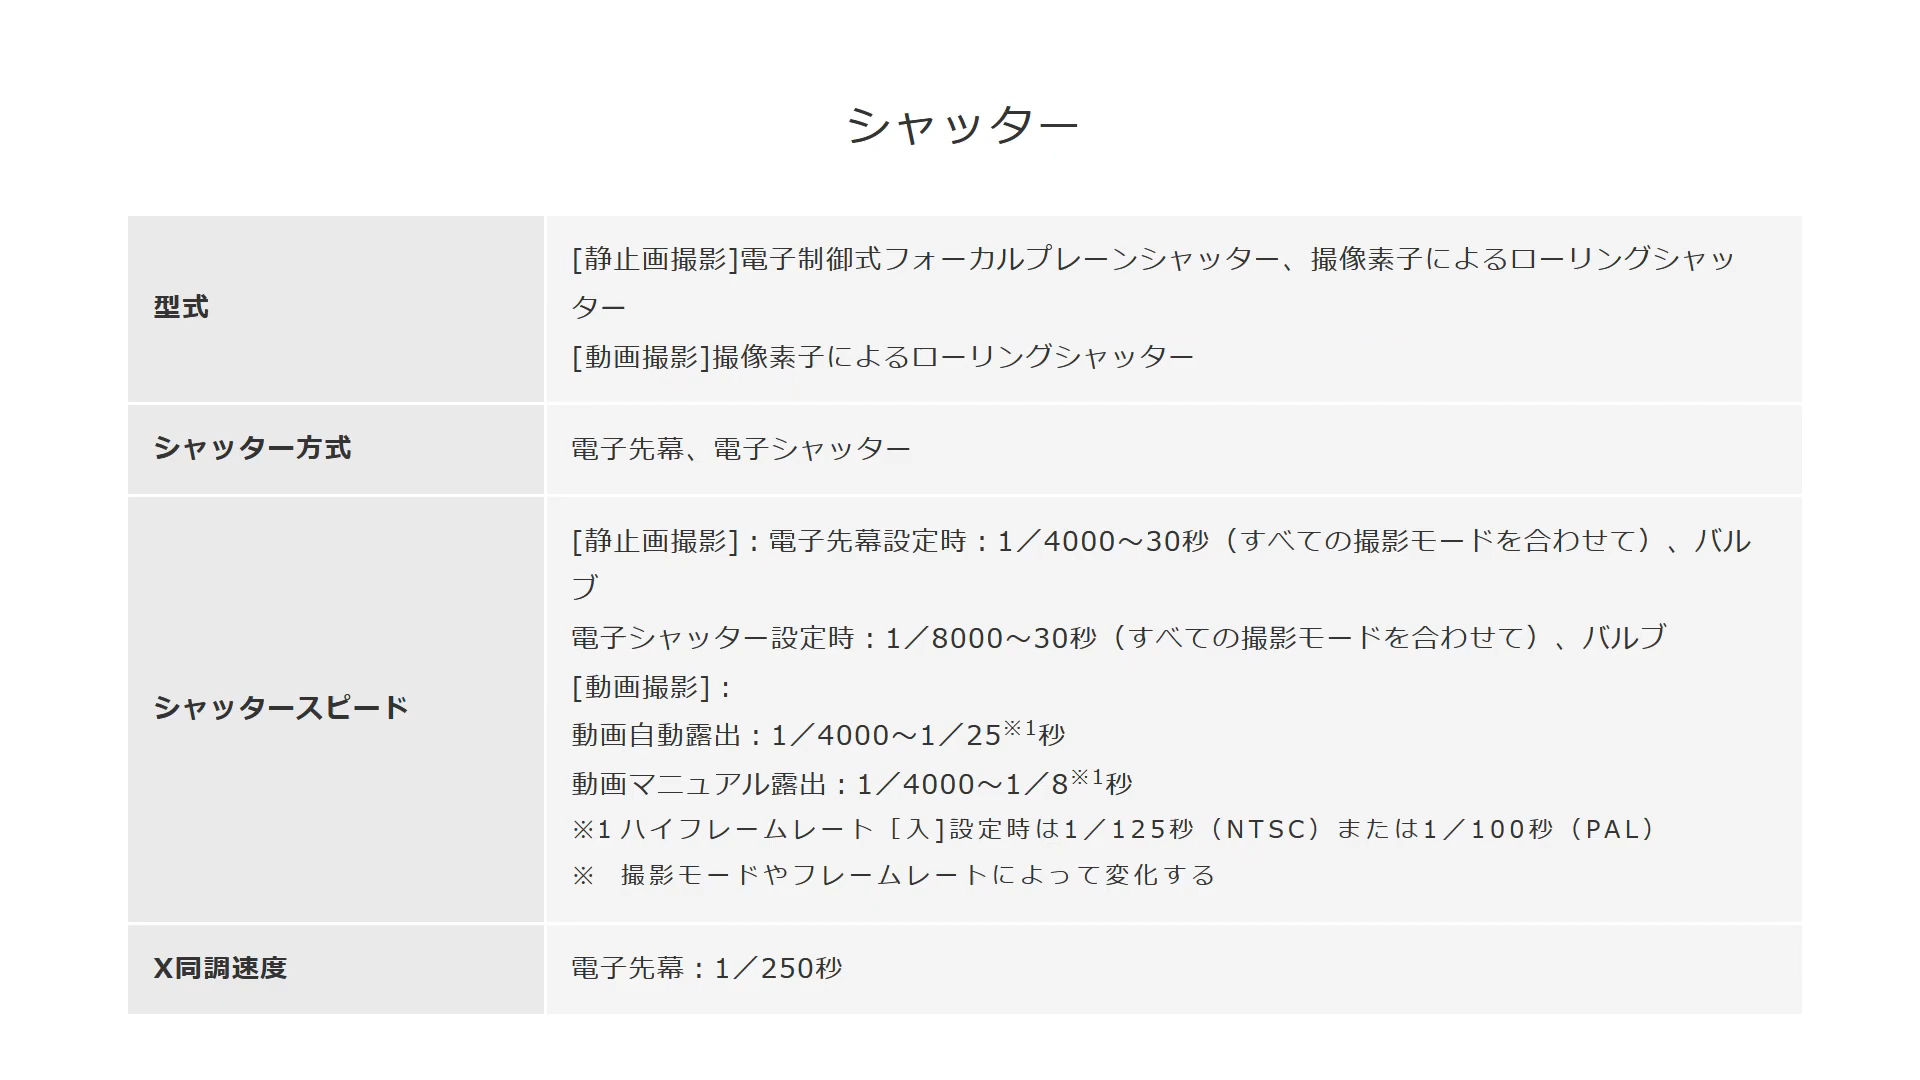 シャッター
型式
[静止画撮影]電子制御式フォーカルプレーンシャッター、撮像素子によるローリングシャッ
ター
[動画撮影]撮像素子によるローリングシャッター
シャッター方式
電子先幕、電子シャッター
シャッタースピード
[静止画撮影]：電子先幕設定時：1／4000～30秒（すべての撮影モードを合わせて）、バル
ブ
電子シャッター設定時：1／8000～30秒（すべての撮影モードを合わせて）、バルブ
[動画撮影]：
動画自動露出：1／4000～1／25※1秒
動画マニュアル露出：1／4000～1／8※1秒
※1 ハイフレームレート［入]設定時は1／125秒（NTSC）または1／100秒（PAL）
※　撮影モードやフレームレートによって変化する
X同調速度
電子先幕：1／250秒